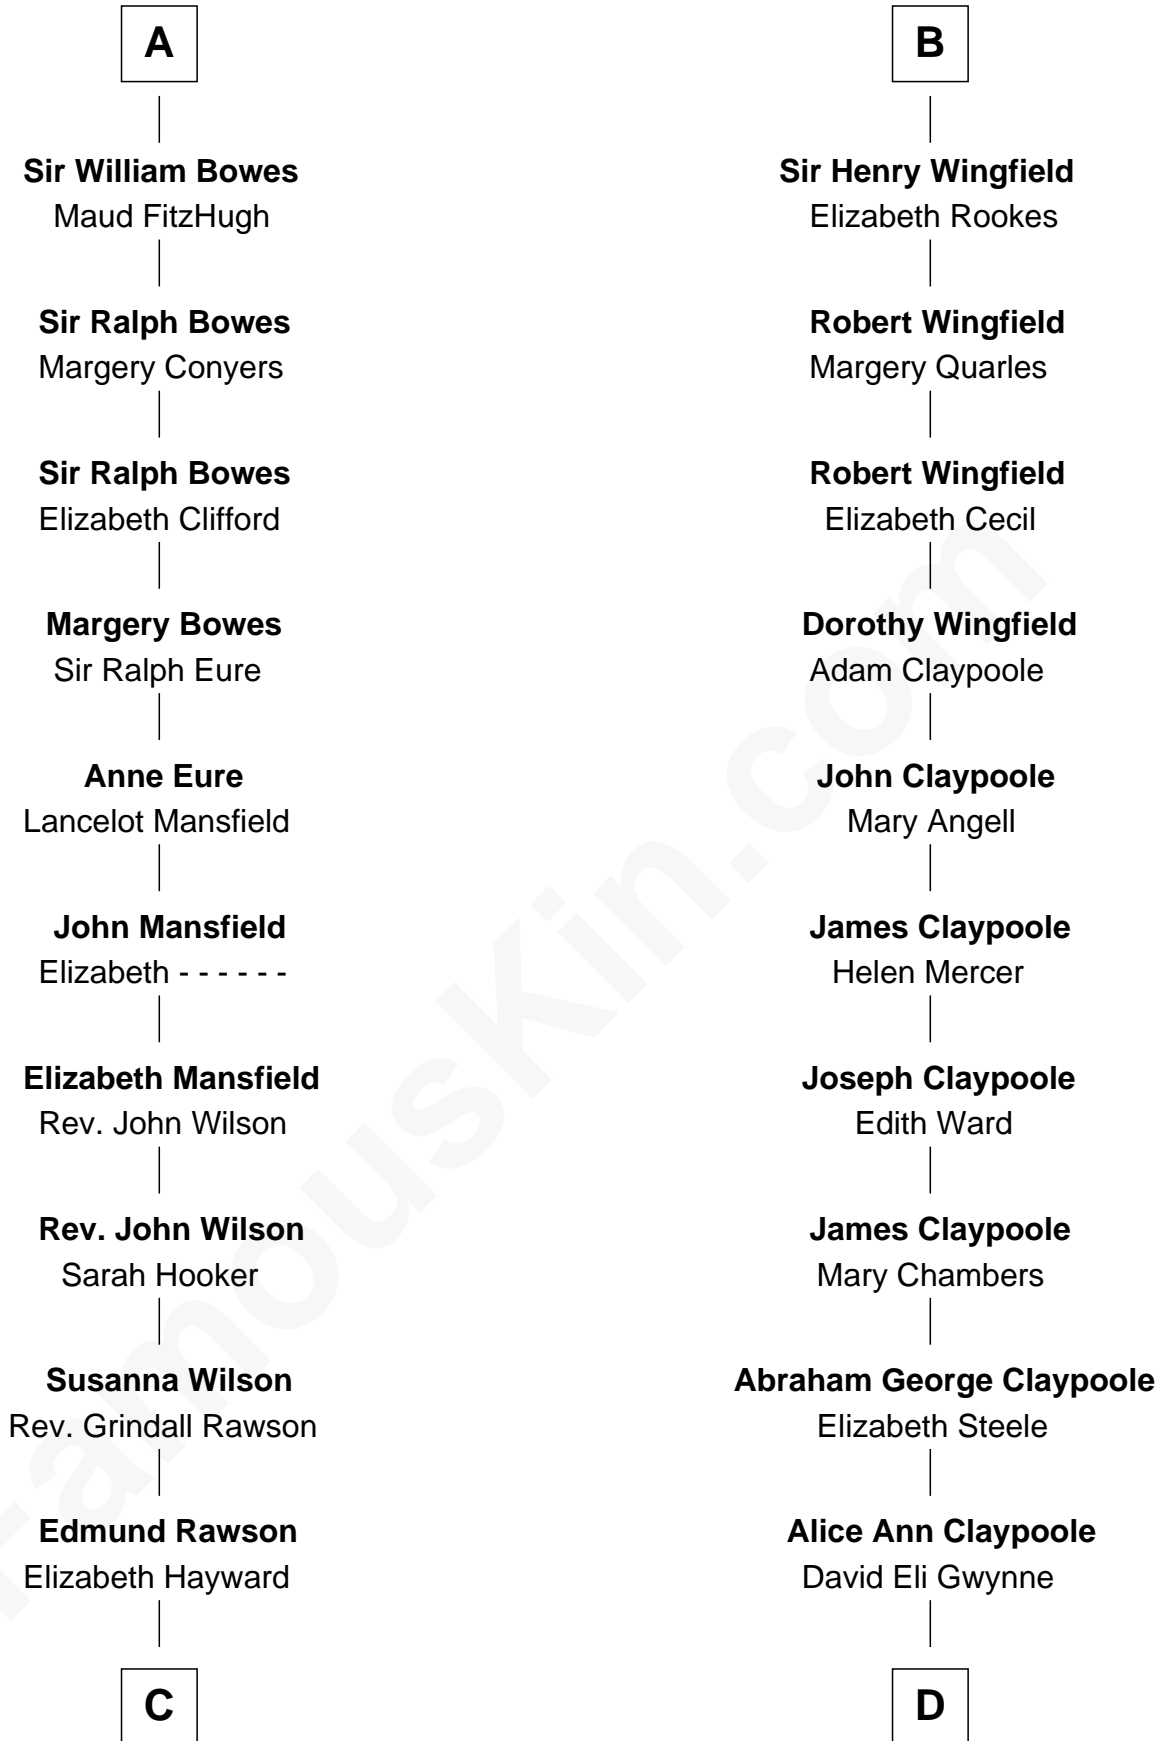 A
Sir William Bowes
Maud FitzHugh
Sir Ralph Bowes
Margery Conyers
Sir Ralph Bowes
Elizabeth Clifford
Margery Bowes
Sir Ralph Eure
Anne Eure
Lancelot Mansfield
John Mansfield
Elizabeth - - - - - -
Elizabeth Mansfield
Rev. John Wilson
Rev. John Wilson
Sarah Hooker
Susanna Wilson
Rev. Grindall Rawson
Edmund Rawson
Elizabeth Hayward
C
B
Sir Henry Wingfield
Elizabeth Rookes
Robert Wingfield
Margery Quarles
Robert Wingfield
Elizabeth Cecil
Dorothy Wingfield
Adam Claypoole
John Claypoole
Mary Angell
James Claypoole
Helen Mercer
Joseph Claypoole
Edith Ward
James Claypoole
Mary Chambers
Abraham George Claypoole
Elizabeth Steele
Alice Ann Claypoole
David Eli Gwynne
D
FamousKin.com